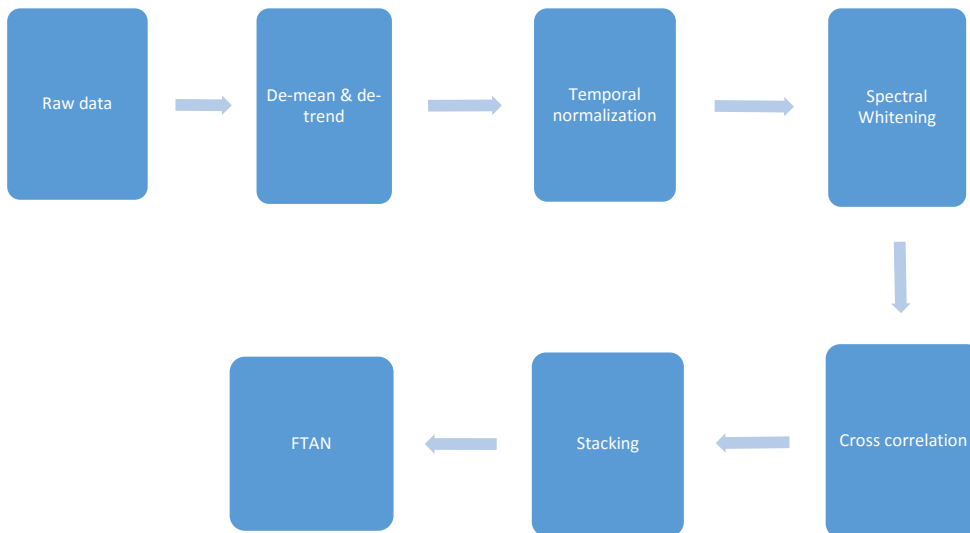 Raw data
De-mean & de-
trend
Temporal
normalization
Spectral
Whitening
Cross correlation
Stacking
FTAN